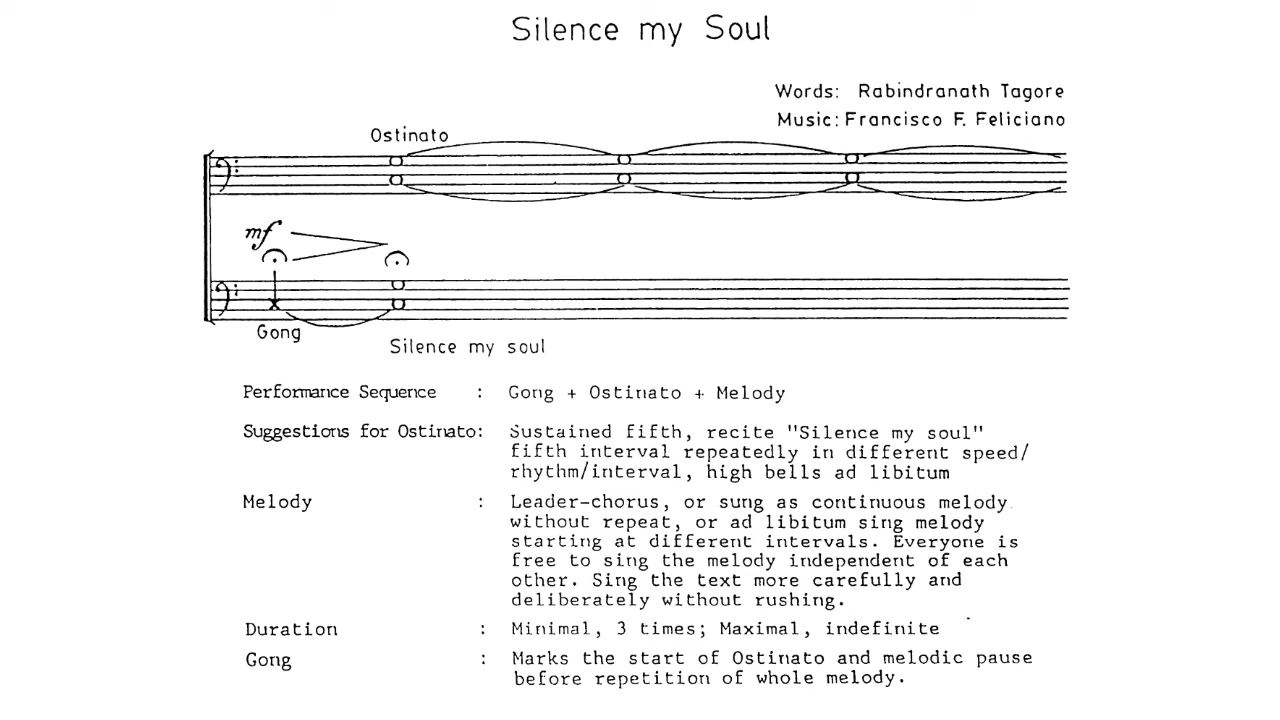 Silence my Soul
Words: Rabindranath Tagore
Music: Francisco F. Feliciano
Ostinato
mf
Gong
Silence my soul
Performance Sequence : Gong + Ostinato + Melody
Suggestions for Ostinato: Sustained fifth, recite "Silence my soul"
fifth interval repeatedly in different speed/
rhythm/interval, high bells ad libitum
Melody : Leader-chorus, or sung as continuous melody
without repeat, or ad libitum sing melody
starting at different intervals. Everyone is
free to sing the melody independent of each
other. Sing the text more carefully and
deliberately without rushing.
Duration : Minimal, 3 times; Maximal, indefinite
Gong : Marks the start of Ostinato and melodic pause
before repetition of whole melody.